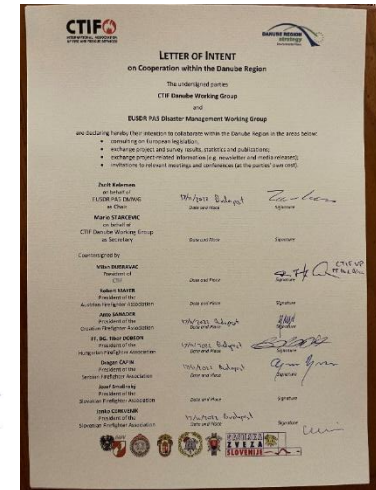 CTIF
INTERNATIONAL ASSOCIATION
OF FIRE AND RESCUE SERVICES
DANUBE REGION
strategy
LETTER OF INTENT
on Cooperation within the Danube Region
The undersigned parties
CTIF Danube Working Group
and
EUSDR PA5 Disaster Management Working Group
are declaring hereby their intention to collaborate within the Danube Region in the areas below:
• consulting on European legislation,
• exchange project and survey results, statistics and publications;
• exchange project-related information (e.g. newsletter and media releases);
• invitations to relevant meetings and conferences (at the parties' own cost).
Zsolt Kelemen
on behalf of
EUSDR PA5 DMWG
as Chair
Budapest
Date and Place
Signature
Mario STARCEVIC
on behalf of
CTIF Danube Working Group
as Secretary
Date and Place
Signature
Countersigned by
Milan DUBRAVAC
President of
CTIF
Date and Place
Signature
CTIF VP
Robert MAYER
President of the
Austrian Firefighter Association
Date and Place
Signature
Ante SANADER
President of the
Croatian Firefighter Association
Budapest
Date and Place
Signature
President of the
Hungarian Firefighter Association
Budapest
Date and Place
Signature
Dragan CAPIN
President of the
Serbian Firefighter Association
Budapest
Date and Place
Signature
President of the
Slovenian Firefighter Association
Date and Place
Signature
Janko CERKVENIK
President of the
Slovenian Firefighter Association
Budapest
Date and Place
Signature
GASILSKA
ZVEZA
SLOVENIJE